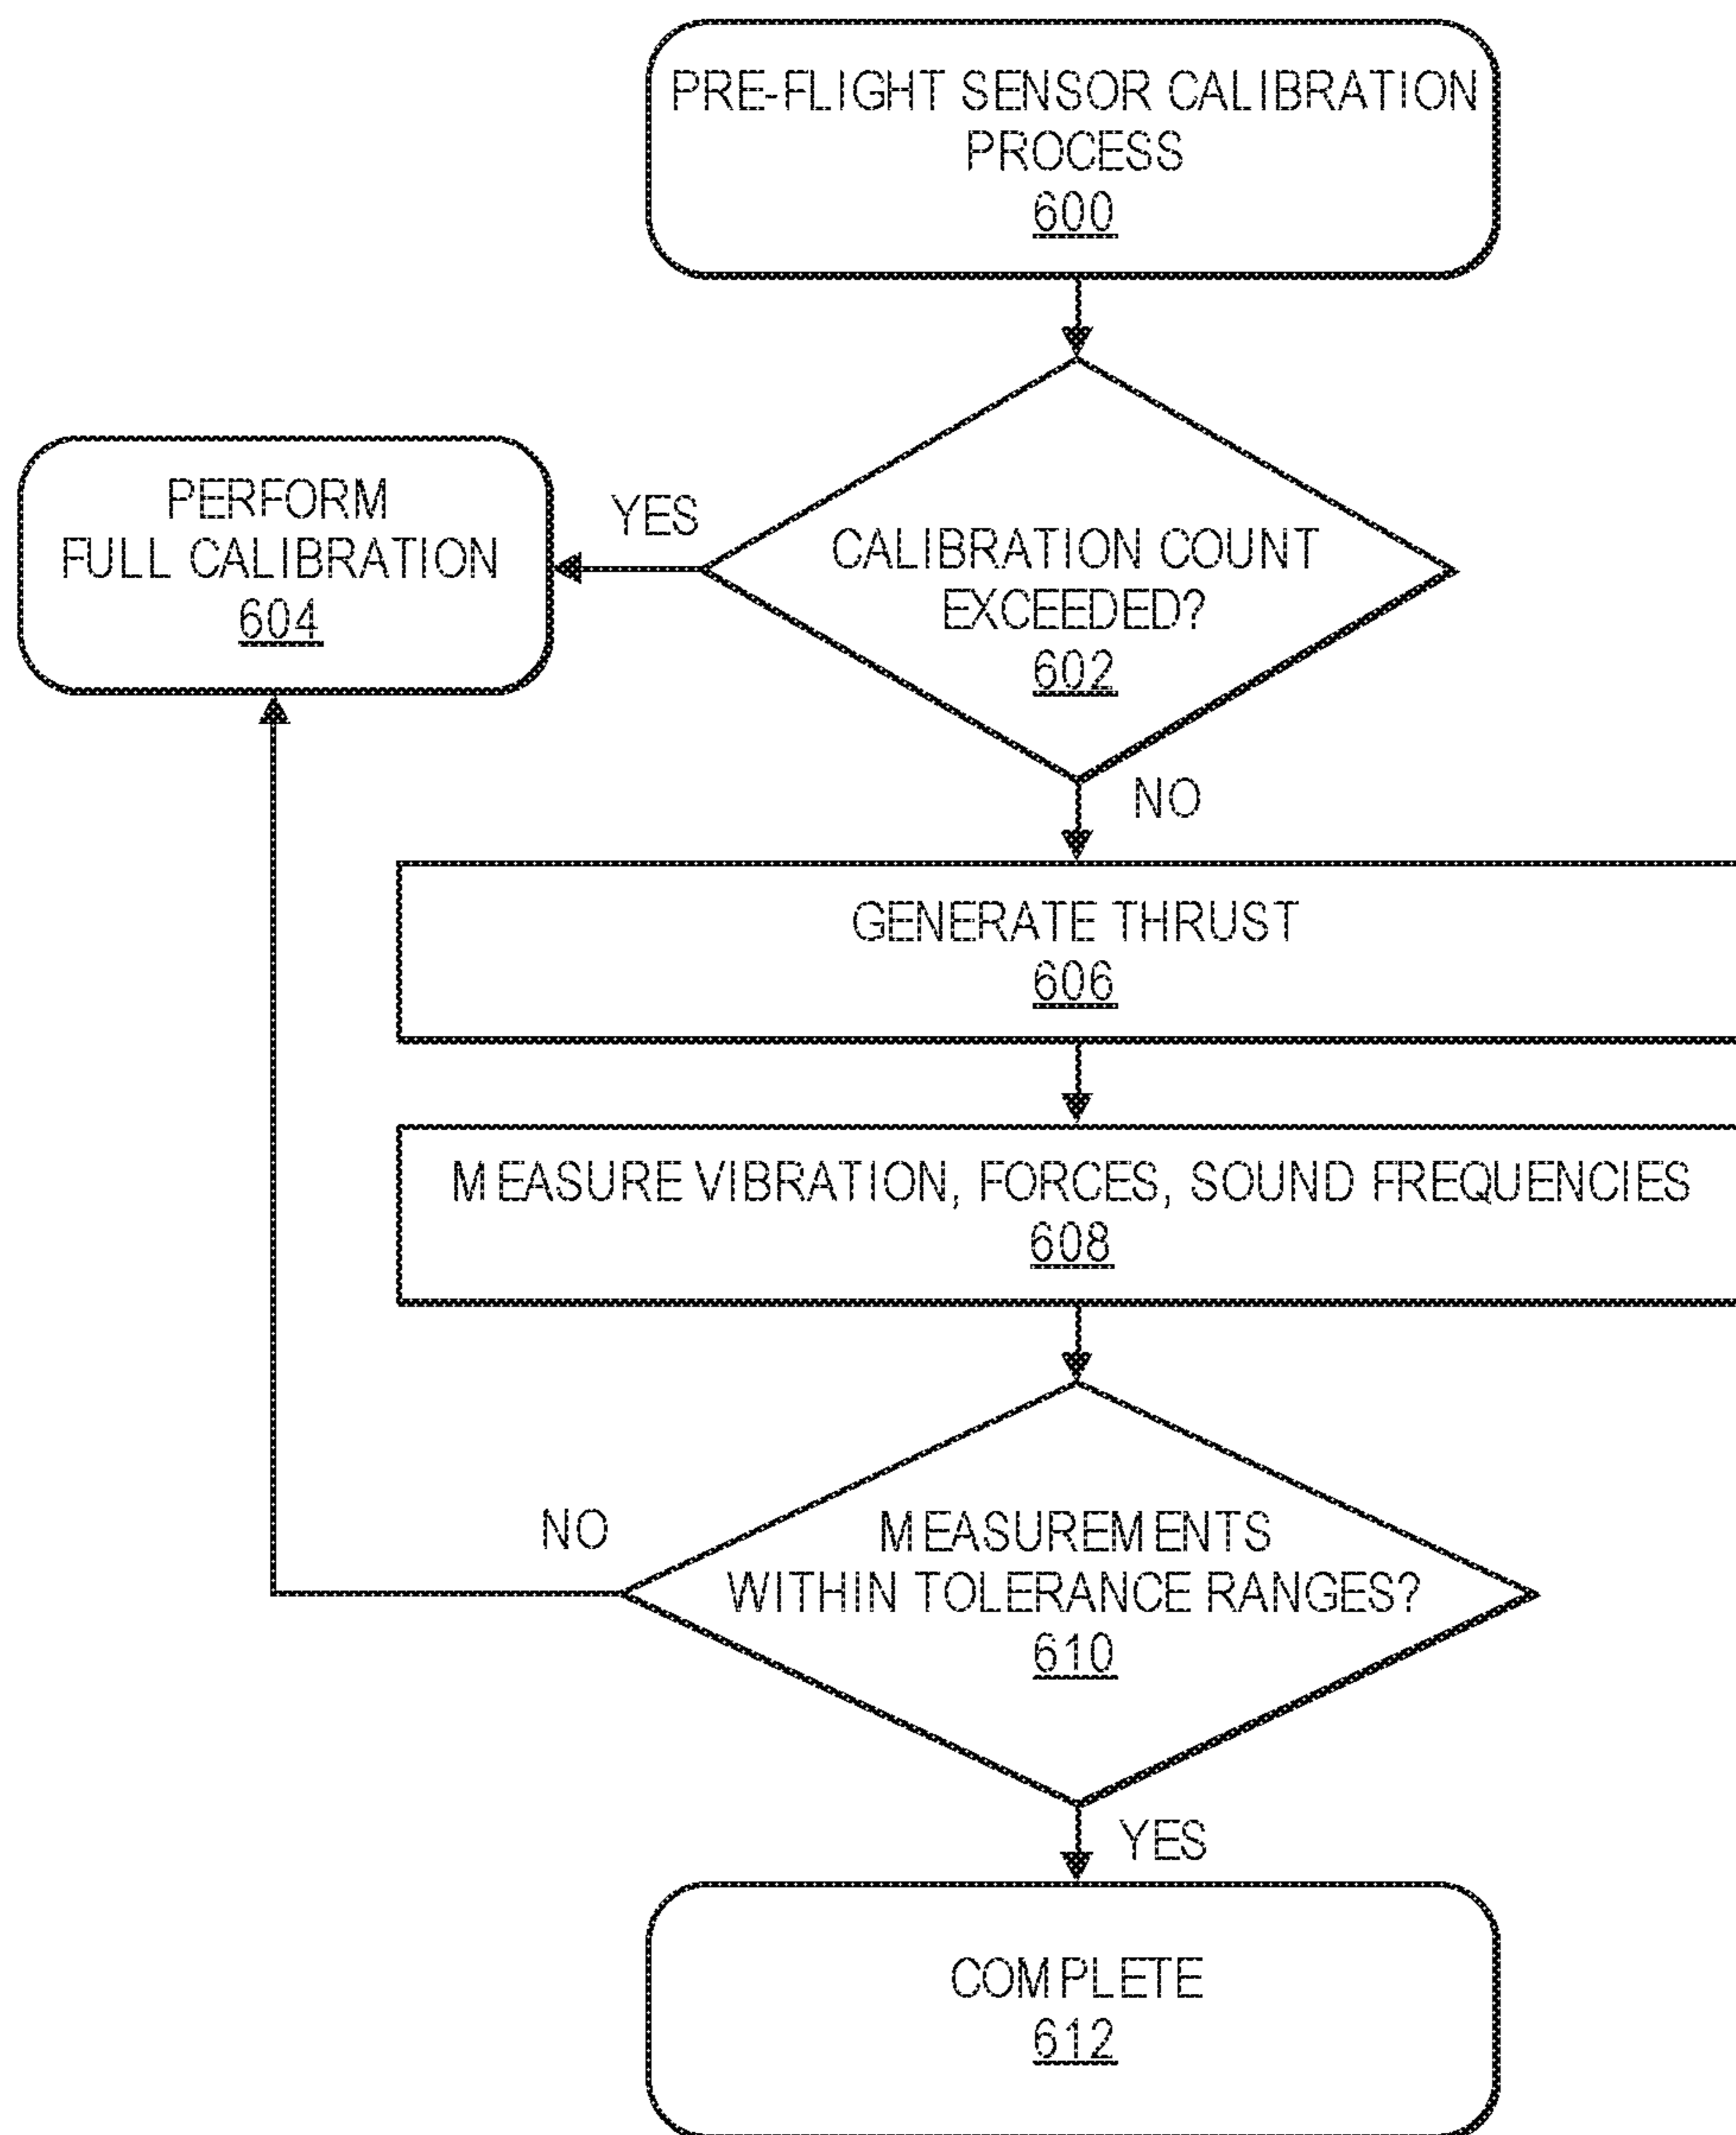 PRE-FLIGHT SENSOR CALIBRATION
PROCESS
600
PERFORM
FULL CALIBRATION
604
YES
CALIBRATION COUNT
EXCEEDED?
602
NO
GENERATE THRUST
606
MEASURE VIBRATION, FORCES, SOUND FREQUENCIES
608
NO
MEASUREMENTS
WITHIN TOLERANCE RANGES?
610
YES
COMPLETE
612